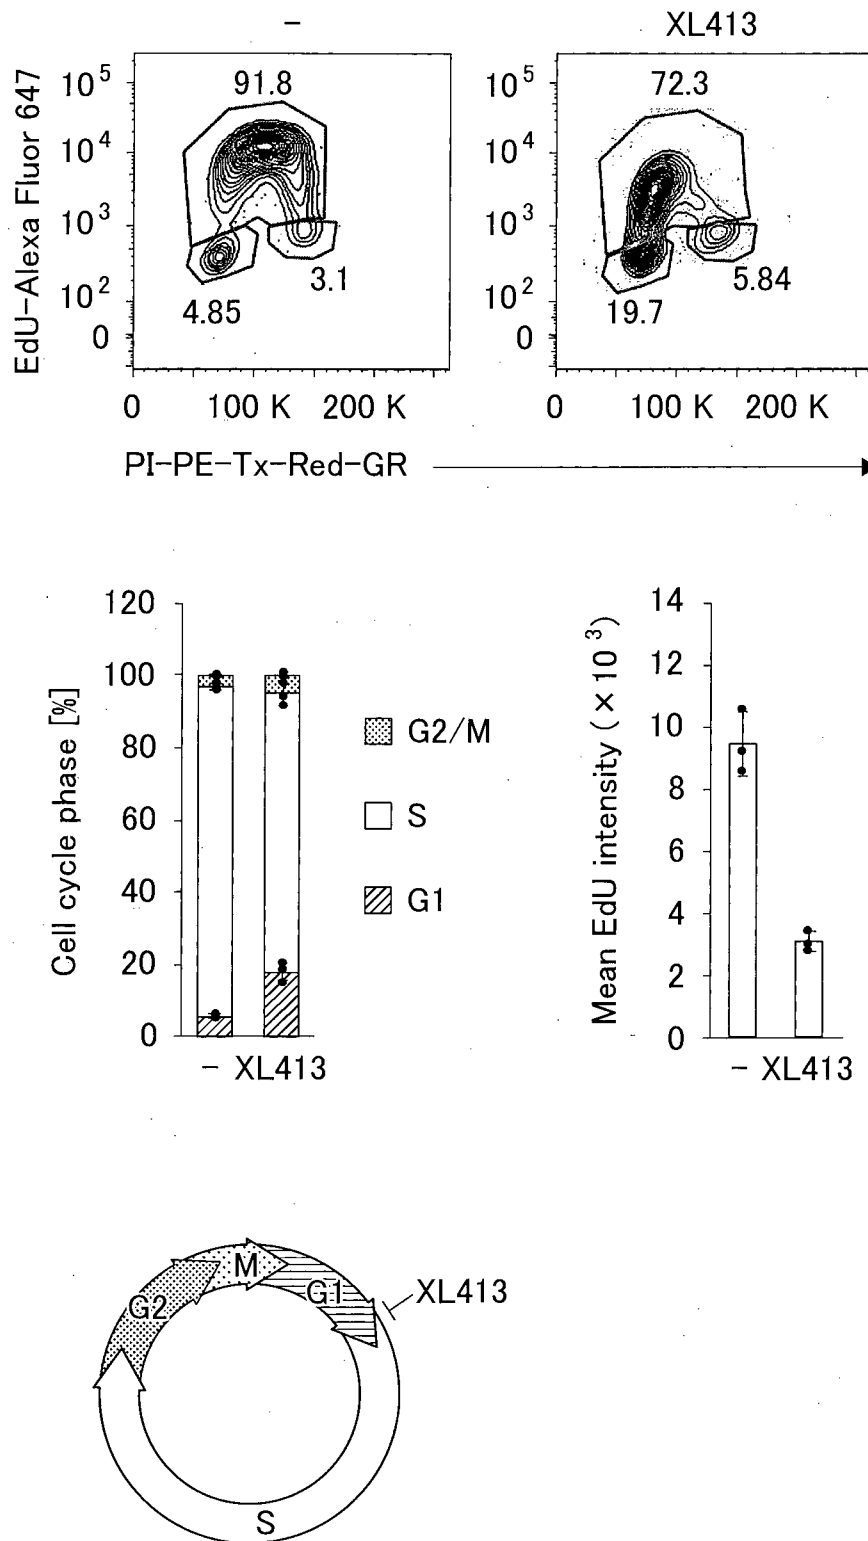 –
XL413
EdU-Alexa Fluor 647
10^5
10^4
10^3
10^2
0
91.8
4.85
3.1
0
100 K
200 K
10^5
10^4
10^3
10^2
0
72.3
19.7
5.84
0
100 K
200 K
PI-PE-Tx-Red-GR
Cell cycle phase [%]
120
100
80
60
40
20
0
– XL413
G2/M
S
G1
Mean EdU intensity (×10^3)
14
12
10
8
6
4
2
0
– XL413
M
G1
G2
XL413
S